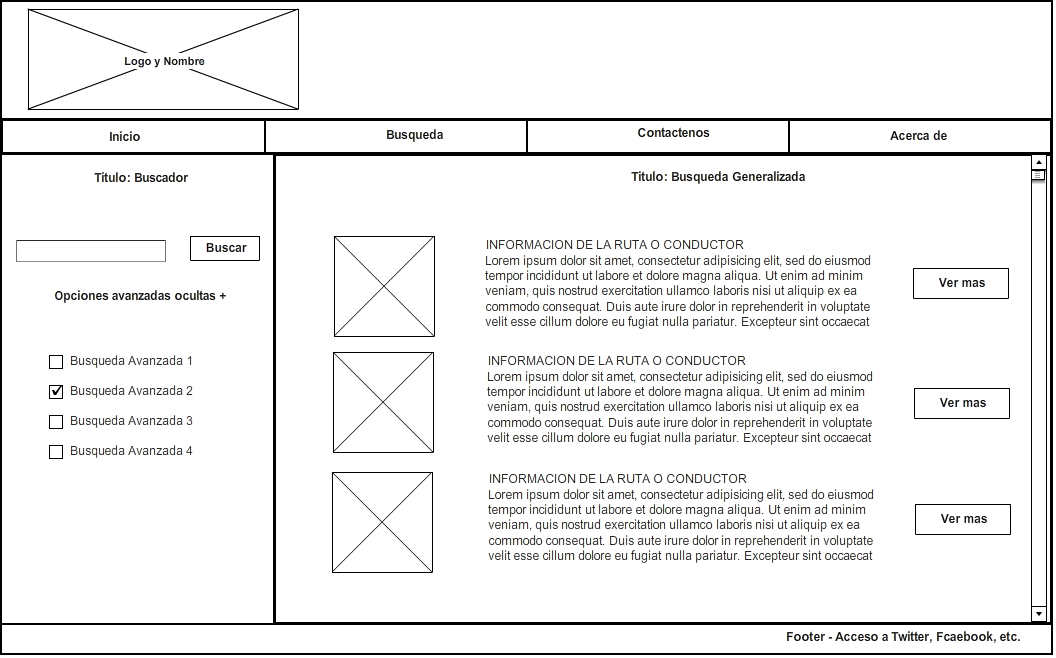 Logo y Nombre
Inicio
Busqueda
Contactenos
Acerca de
Titulo: Buscador
Buscar
Opciones avanzadas ocultas +
Busqueda Avanzada 1
Busqueda Avanzada 2
Busqueda Avanzada 3
Busqueda Avanzada 4
Titulo: Busqueda Generalizada
INFORMACION DE LA RUTA O CONDUCTOR
Lorem ipsum dolor sit amet, consectetur adipisicing elit, sed do eiusmod
tempor incididunt ut labore et dolore magna aliqua. Ut enim ad minim
veniam, quis nostrud exercitation ullamco laboris nisi ut aliquip ex ea
commodo consequat. Duis aute irure dolor in reprehenderit in voluptate
velit esse cillum dolore eu fugiat nulla pariatur. Excepteur sint occaecat
Ver mas
INFORMACION DE LA RUTA O CONDUCTOR
Lorem ipsum dolor sit amet, consectetur adipisicing elit, sed do eiusmod
tempor incididunt ut labore et dolore magna aliqua. Ut enim ad minim
veniam, quis nostrud exercitation ullamco laboris nisi ut aliquip ex ea
commodo consequat. Duis aute irure dolor in reprehenderit in voluptate
velit esse cillum dolore eu fugiat nulla pariatur. Excepteur sint occaecat
Ver mas
INFORMACION DE LA RUTA O CONDUCTOR
Lorem ipsum dolor sit amet, consectetur adipisicing elit, sed do eiusmod
tempor incididunt ut labore et dolore magna aliqua. Ut enim ad minim
veniam, quis nostrud exercitation ullamco laboris nisi ut aliquip ex ea
commodo consequat. Duis aute irure dolor in reprehenderit in voluptate
velit esse cillum dolore eu fugiat nulla pariatur. Excepteur sint occaecat
Ver mas
Footer - Acceso a Twitter, Fcaebook, etc.